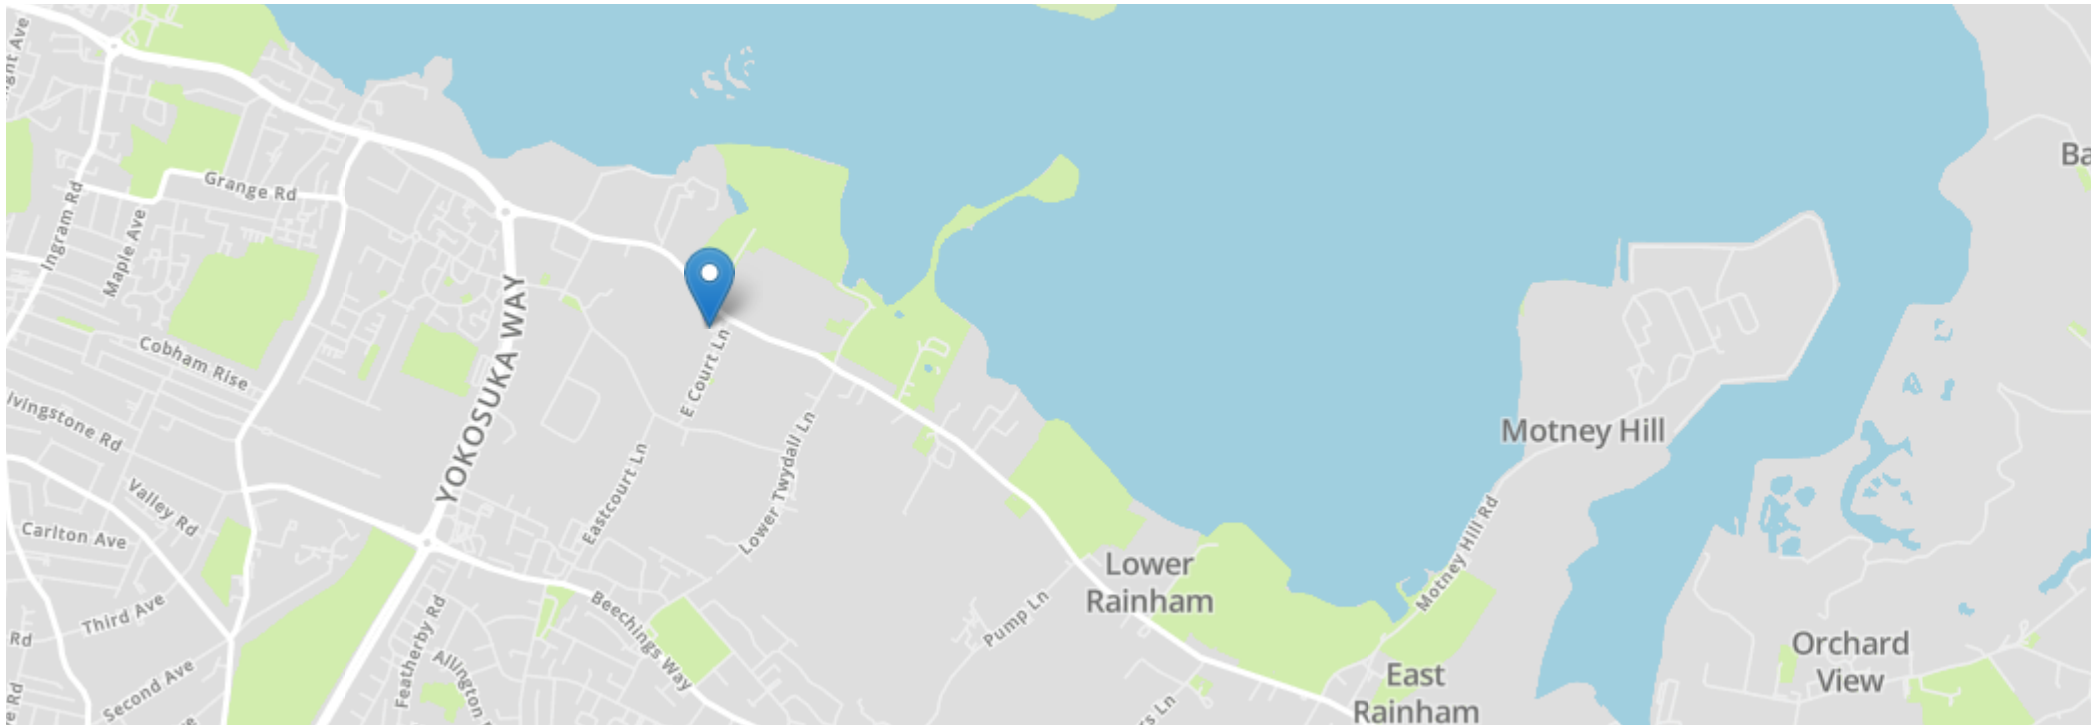 Grange Rd
Ingram Rd
Maple Ave
Cobham Rise
YOKOSUKA WAY
E Court Ln
Eastcourt Ln
Lower Twydall Ln
Valley Rd
Carlton Ave
Third Ave
Second Ave
Rd
Featherby Rd
Allington
Beechings Way
Pump Ln
Lower
Rainham
East
Rainham
Motney Hill Rd
Motney Hill
Orchard
View